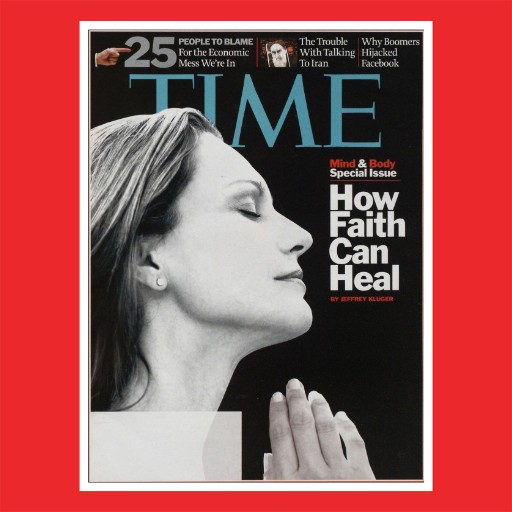 25 PEOPLE TO BLAME
For the Economic
Mess We're In
The Trouble
With Talking
To Iran
Why Boomers
Hijacked
Facebook
TIME
Mind & Body
Special Issue
How
Faith
Can
Heal
BY JEFFREY KLUGER